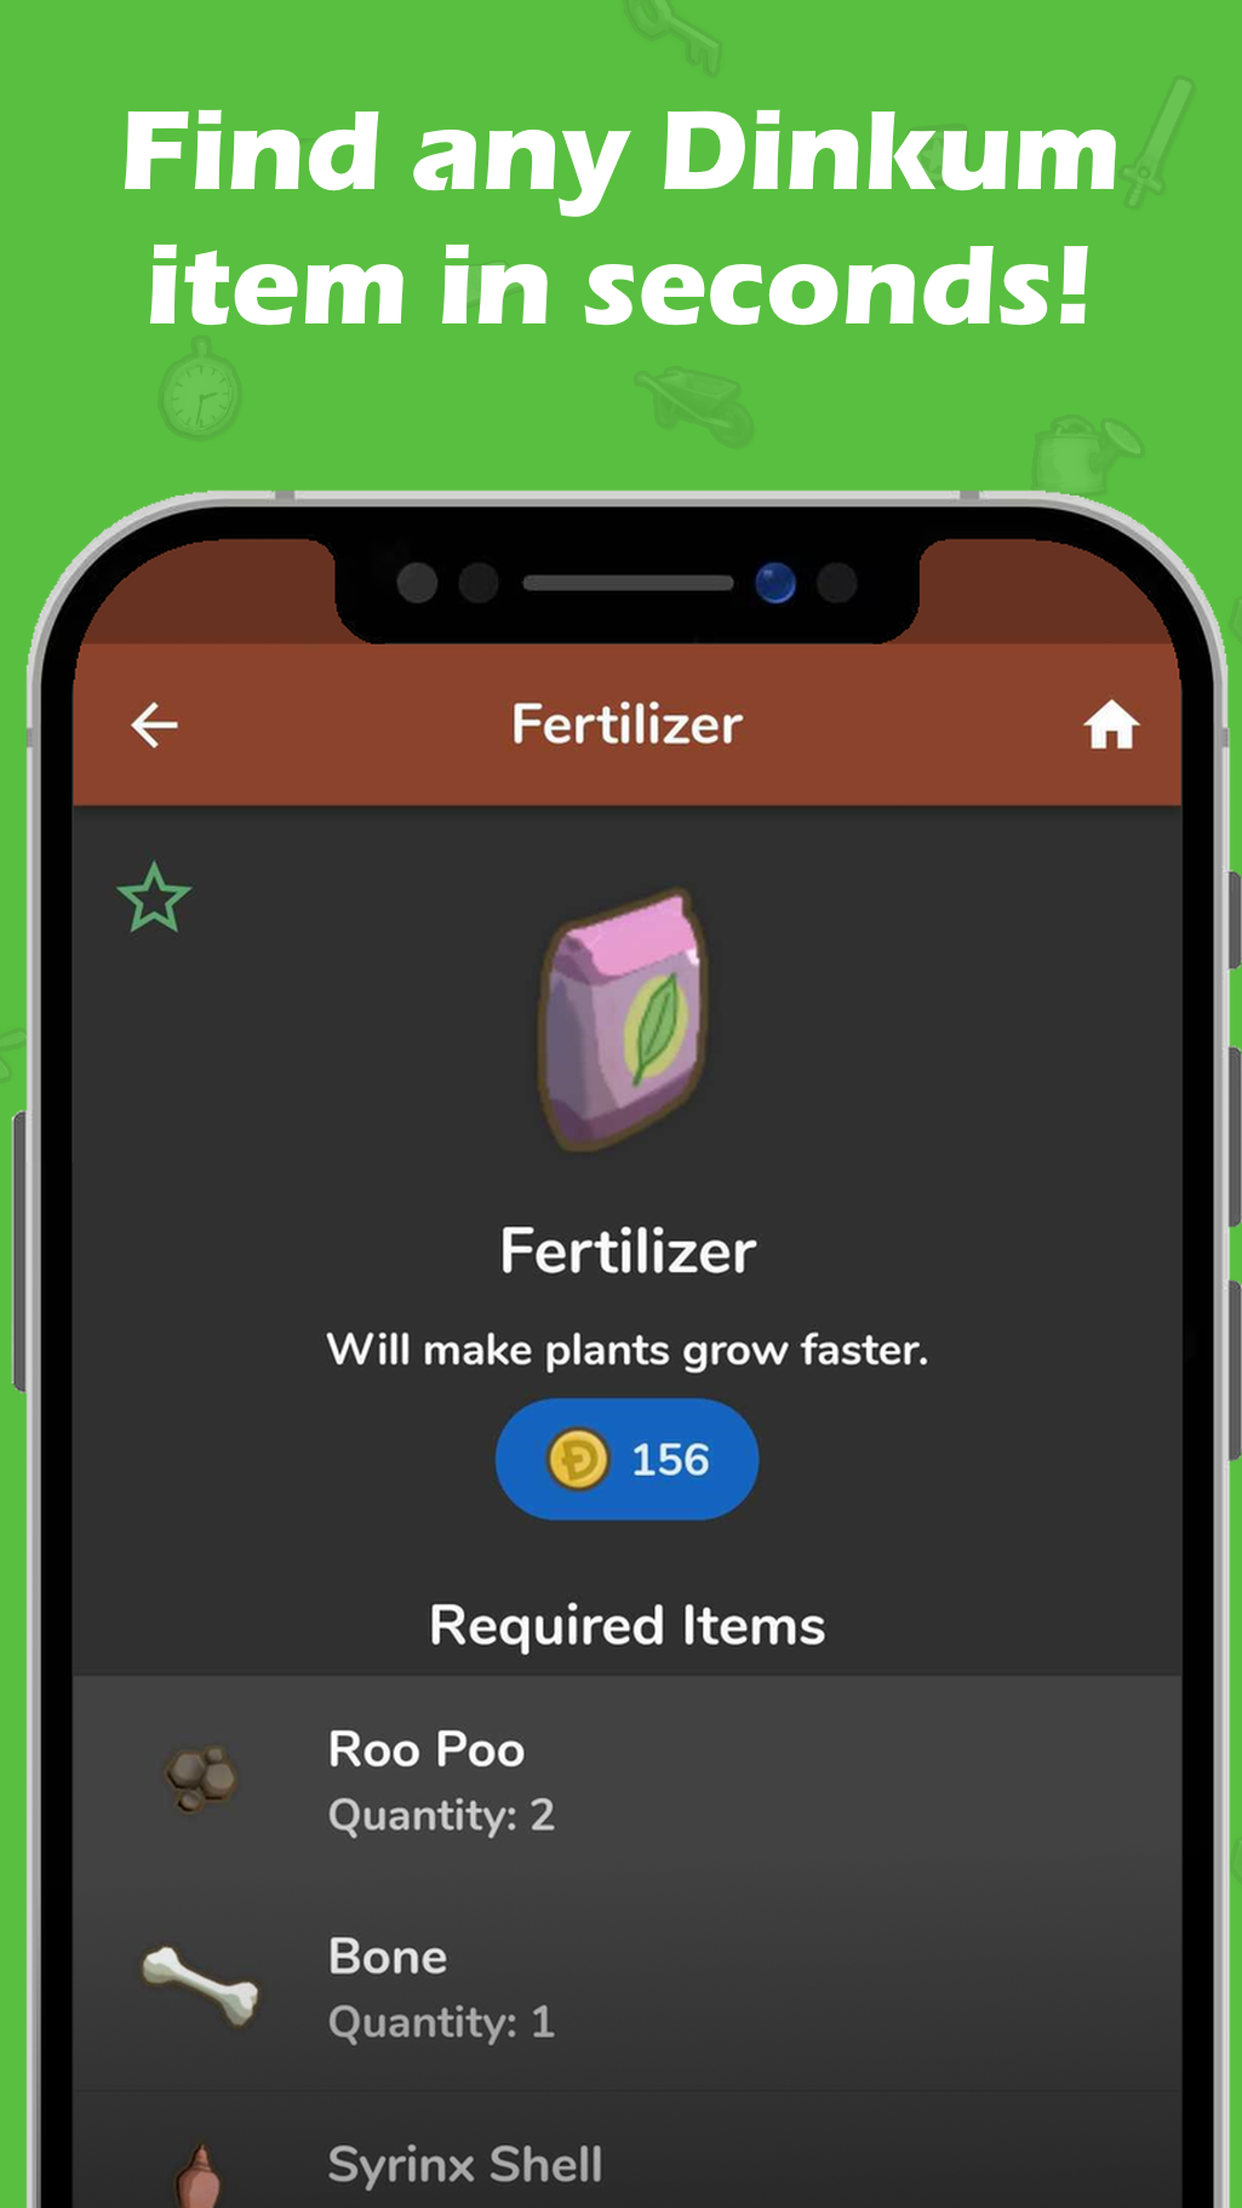 Find any Dinkum
item in seconds!
Fertilizer
Fertilizer
Will make plants grow faster.
156
Required Items
Roo Poo
Quantity: 2
Bone
Quantity: 1
Syrinx Shell